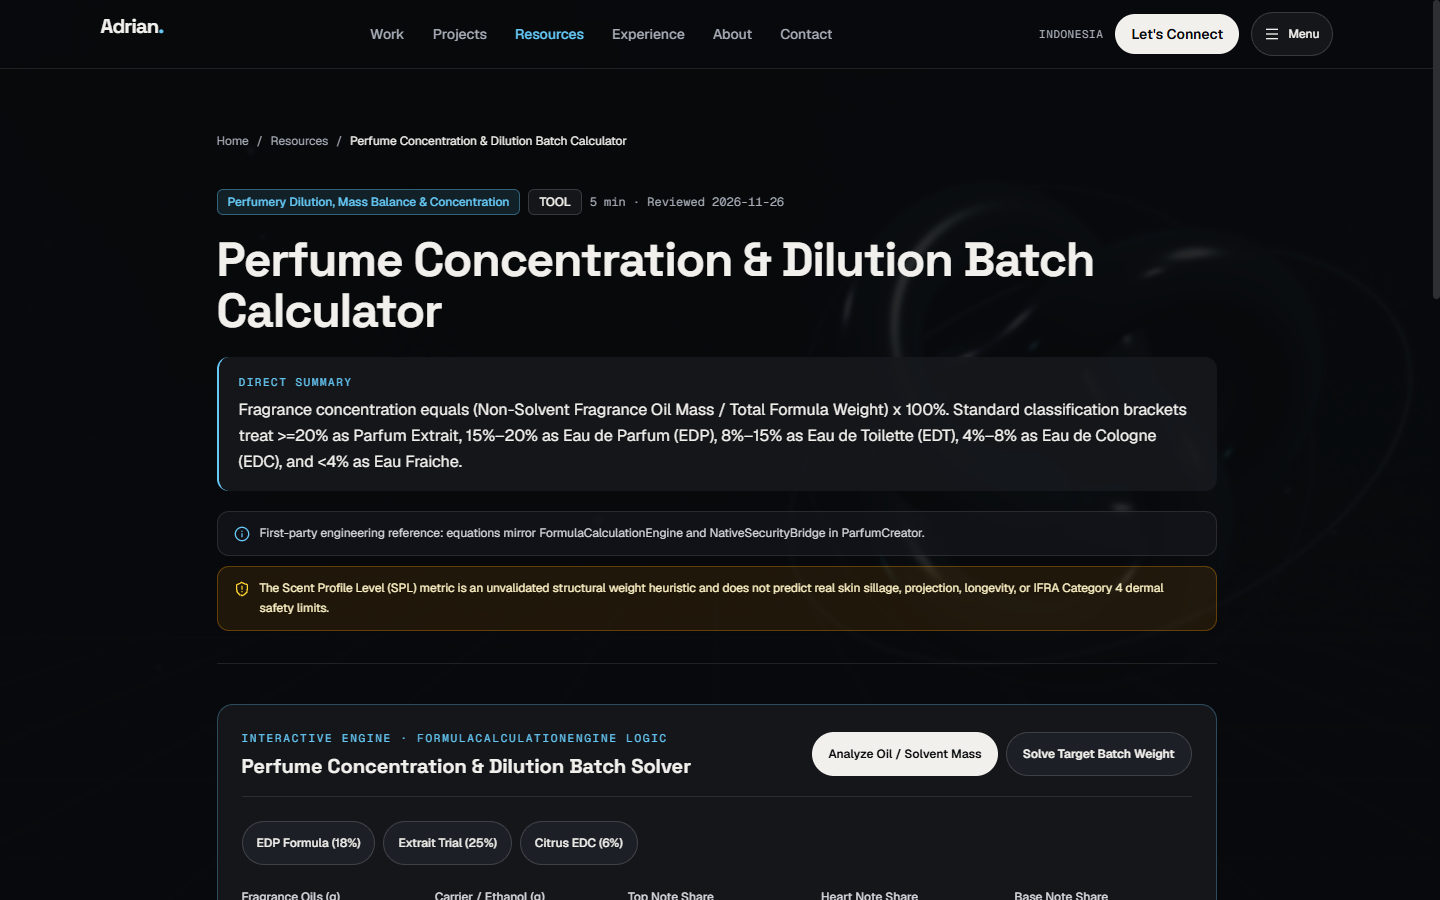 Adrian.
Work
Projects
Resources
Experience
About
Contact
INDONESIA
Let's Connect
Menu
Home / Resources / Perfume Concentration & Dilution Batch Calculator
Perfumery Dilution, Mass Balance & Concentration
TOOL
5 min · Reviewed 2026-11-26
Perfume Concentration & Dilution Batch
Calculator
DIRECT SUMMARY
Fragrance concentration equals (Non-Solvent Fragrance Oil Mass / Total Formula Weight) x 100%. Standard classification brackets
treat >=20% as Parfum Extrait, 15%–20% as Eau de Parfum (EDP), 8%–15% as Eau de Toilette (EDT), 4%–8% as Eau de Cologne
(EDC), and <4% as Eau Fraiche.
First-party engineering reference: equations mirror FormulaCalculationEngine and NativeSecurityBridge in ParfumCreator.
The Scent Profile Level (SPL) metric is an unvalidated structural weight heuristic and does not predict real skin sillage, projection, longevity, or IFRA Category 4 dermal
safety limits.
INTERACTIVE ENGINE · FORMULACALCULATIONENGINE LOGIC
Perfume Concentration & Dilution Batch Solver
Analyze Oil / Solvent Mass
Solve Target Batch Weight
EDP Formula (18%)
Extrait Trial (25%)
Citrus EDC (6%)
Fragrance Oils (g)
Carrier / Ethanol (g)
Top Note Share
Heart Note Share
Base Note Share